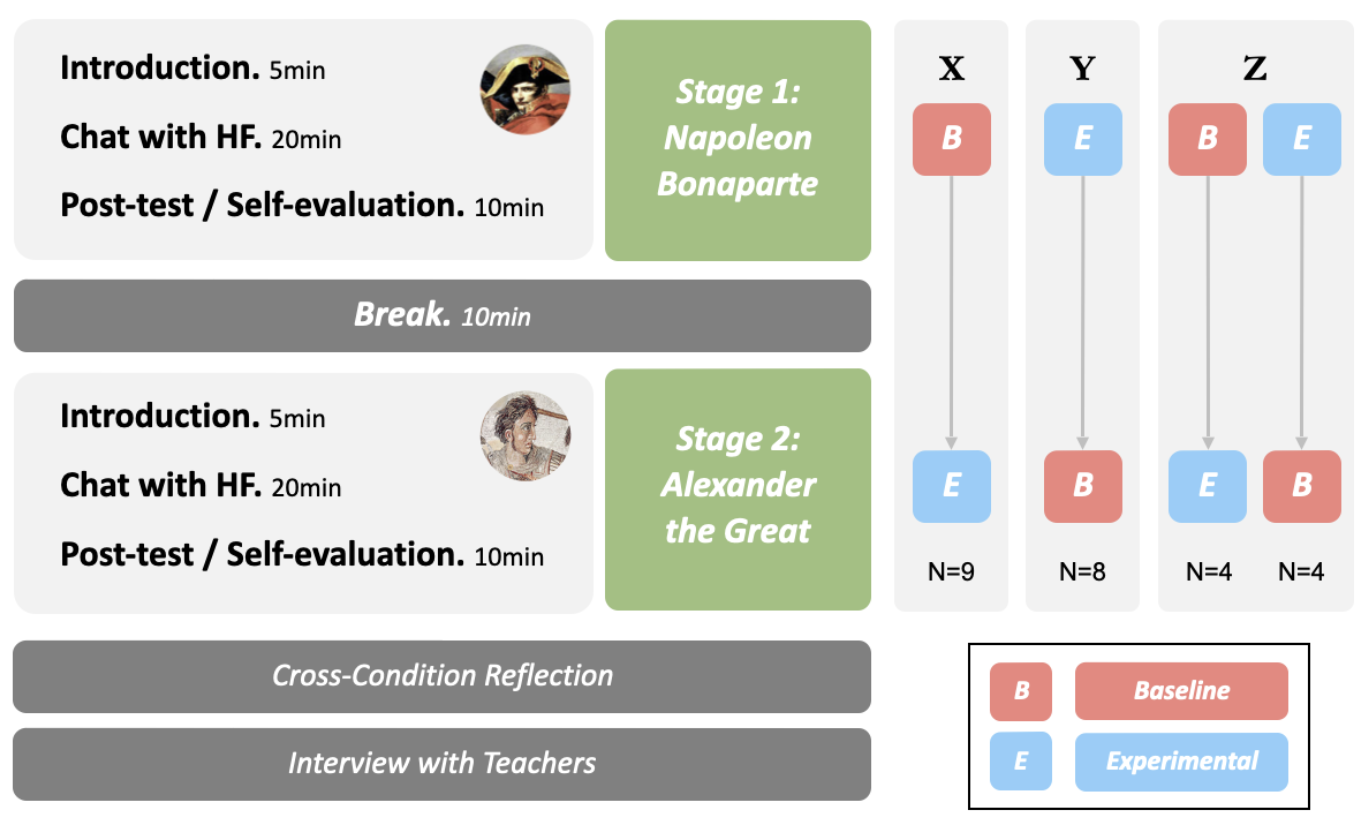 Introduction. 5min
Chat with HF. 20min
Post-test / Self-evaluation. 10min
Stage 1:
Napoleon
Bonaparte
Break. 10min
Introduction. 5min
Chat with HF. 20min
Post-test / Self-evaluation. 10min
Stage 2:
Alexander
the Great
Cross-Condition Reflection
Interview with Teachers
X Y Z
B E B E
E B E B
N=9 N=8 N=4 N=4
B Baseline
E Experimental